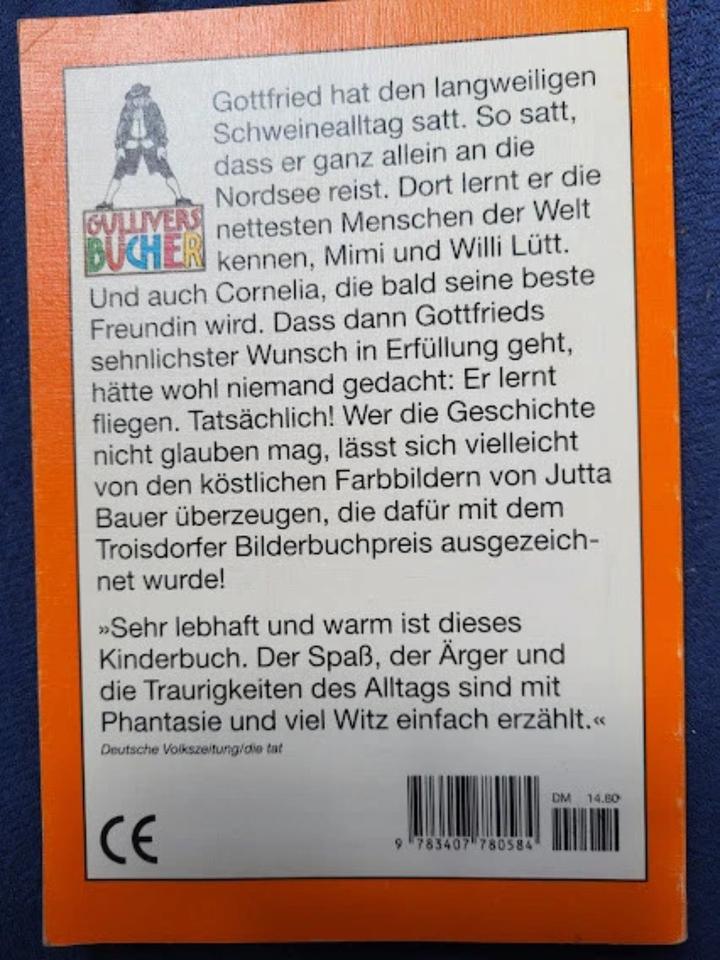 Gottfried hat den langweiligen
Schweinealltag satt. So satt,
dass er ganz allein an die
Nordsee reist. Dort lernt er die
nettesten Menschen der Welt
kennen, Mimi und Willi Lütt.
GULLIVERS
BÜCHER
Und auch Cornelia, die bald seine beste
Freundin wird. Dass dann Gottfrieds
sehnlichster Wunsch in Erfüllung geht,
hätte wohl niemand gedacht: Er lernt
fliegen. Tatsächlich! Wer die Geschichte
nicht glauben mag, lässt sich vielleicht
von den köstlichen Farbbildern von Jutta
Bauer überzeugen, die dafür mit dem
Troisdorfer Bilderbuchpreis ausgezeich-
net wurde!
»Sehr lebhaft und warm ist dieses
Kinderbuch. Der Spaß, der Ärger und
die Traurigkeiten des Alltags sind mit
Phantasie und viel Witz einfach erzählt.«
Deutsche Volkszeitung/die tat
CE
DM 14.80
9 783407 780584